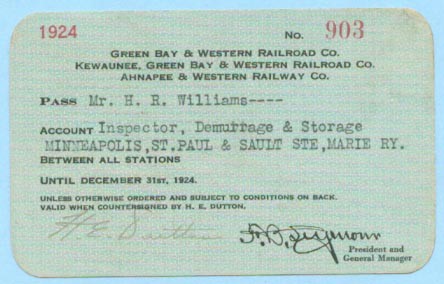 1924 No. 903
GREEN BAY & WESTERN RAILROAD CO.
KEWAUNEE, GREEN BAY & WESTERN RAILROAD CO.
AHNAPEE & WESTERN RAILWAY CO.
PASS Mr. H. R. Williams----
ACCOUNT Inspector, Demurrage & Storage
MINNEAPOLIS, ST.PAUL & SAULT STE, MARIE RY.
BETWEEN ALL STATIONS
UNTIL DECEMBER 31ST, 1924.
UNLESS OTHERWISE ORDERED AND SUBJECT TO CONDITIONS ON BACK.
VALID WHEN COUNTERSIGNED BY H. E. DUTTON.
H E Dutton F. B. Seymour
President and
General Manager